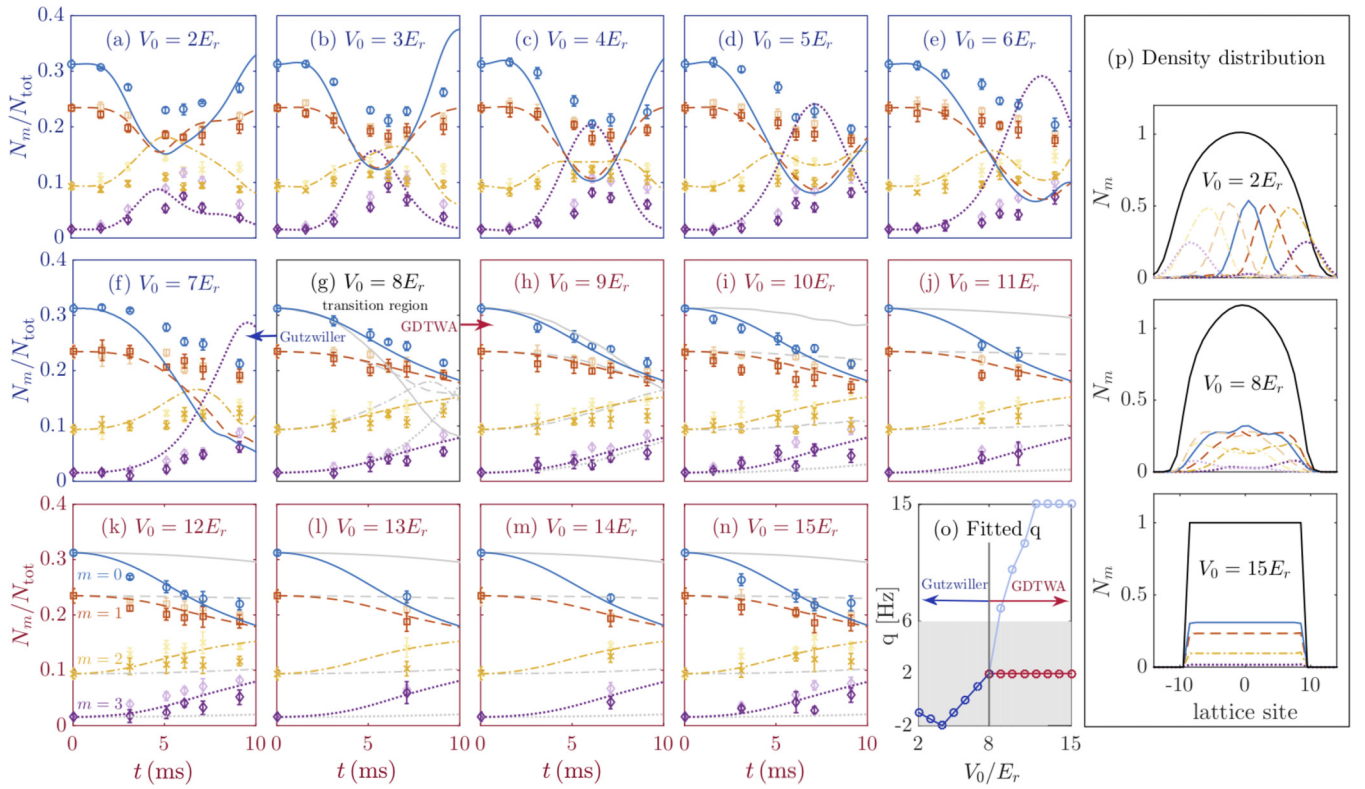 (a) V₀ = 2Eᵣ
(b) V₀ = 3Eᵣ
(c) V₀ = 4Eᵣ
(d) V₀ = 5Eᵣ
(e) V₀ = 6Eᵣ
Nₘ/Nₜₒₜ
0.4
0.3
0.2
0.1
0
(f) V₀ = 7Eᵣ
Gutzwiller
(g) V₀ = 8Eᵣ
transition region
GDTWA
(h) V₀ = 9Eᵣ
(i) V₀ = 10Eᵣ
(j) V₀ = 11Eᵣ
Nₘ/Nₜₒₜ
0.4
0.3
0.2
0.1
0
(k) V₀ = 12Eᵣ
m = 0
m = 1
m = 2
m = 3
(l) V₀ = 13Eᵣ
(m) V₀ = 14Eᵣ
(n) V₀ = 15Eᵣ
Nₘ/Nₜₒₜ
0.4
0.3
0.2
0.1
0
0 5 10
t (ms)
0 5 10
t (ms)
0 5 10
t (ms)
0 5 10
t (ms)
(o) Fitted q
Gutzwiller
GDTWA
q [Hz]
15
6
2
-2
2 8 15
V₀/Eᵣ
(p) Density distribution
V₀ = 2Eᵣ
Nₘ
1
0.5
0
V₀ = 8Eᵣ
Nₘ
1
0.5
0
V₀ = 15Eᵣ
Nₘ
1
0.5
0
-10 0 10
lattice site